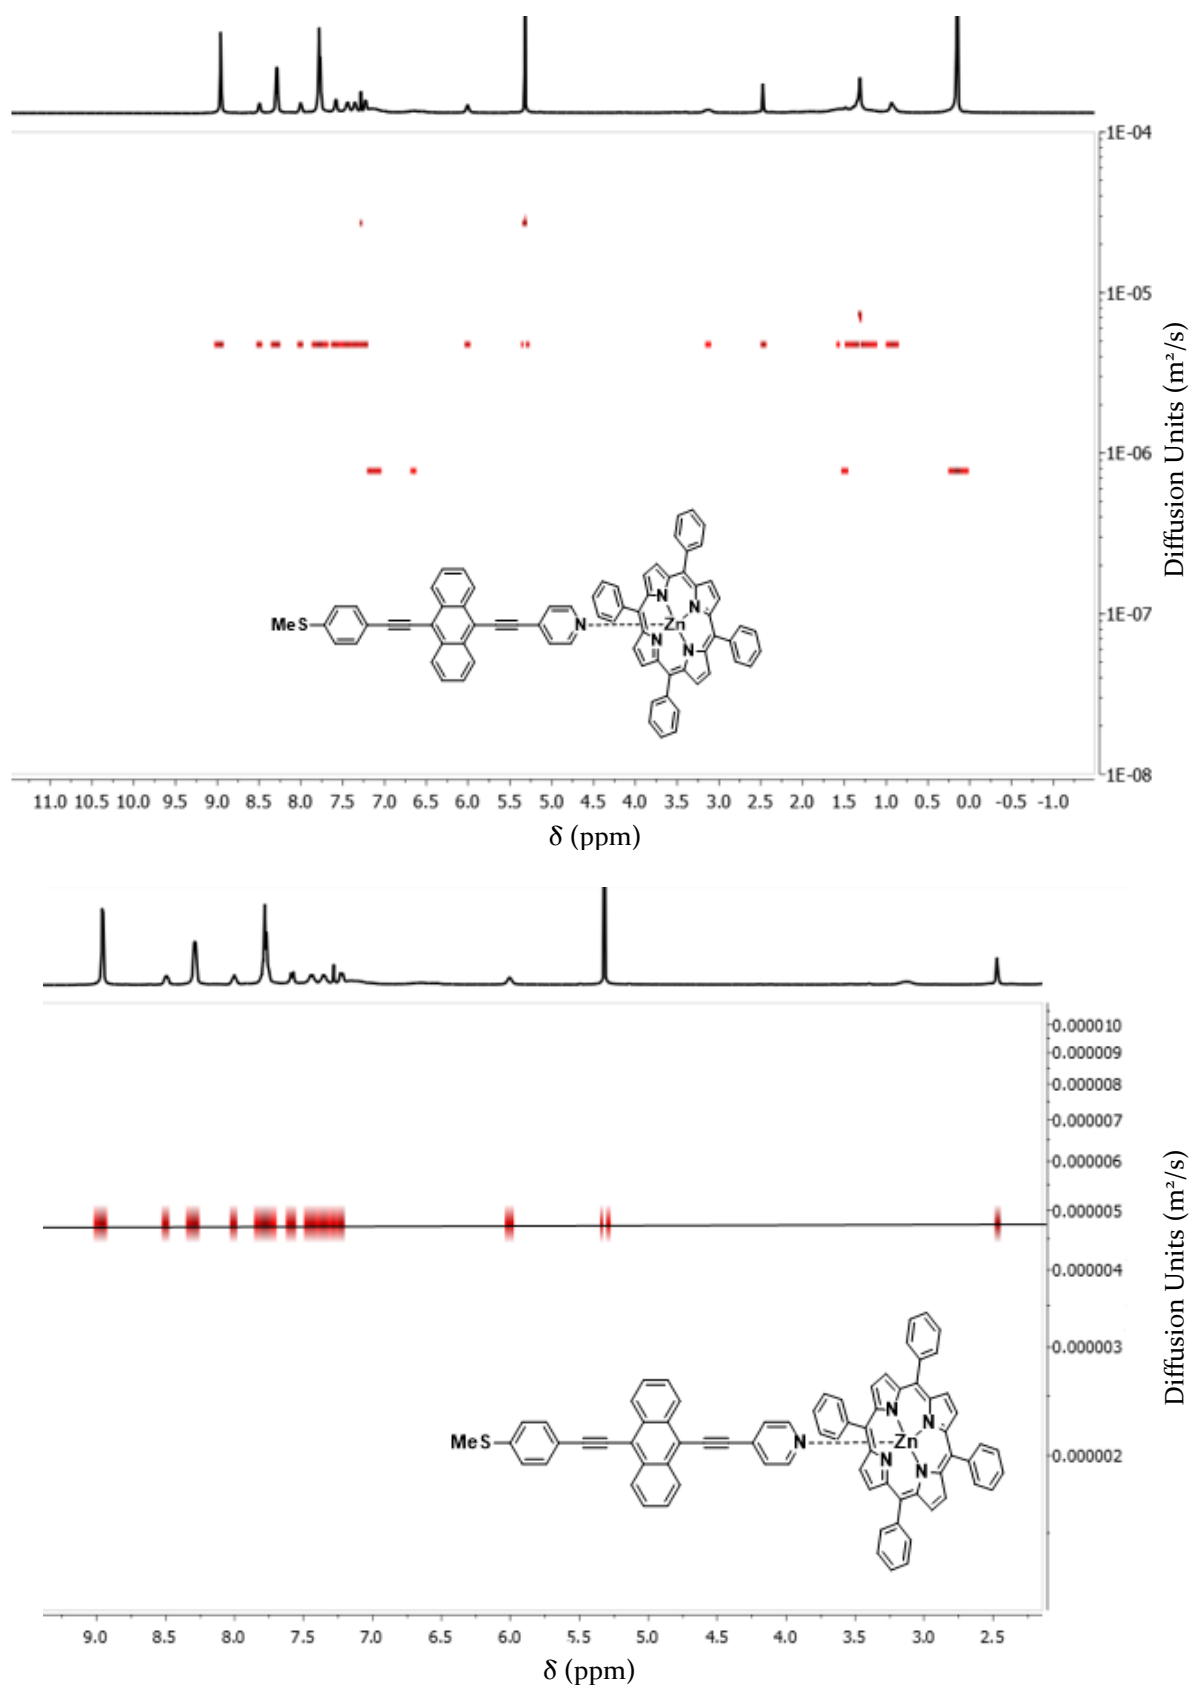 1E-04
1E-05
1E-06
1E-07
1E-08
Diffusion Units (m²/s)
MeS
N
N
N
Zn
N
N
11.0 10.5 10.0 9.5 9.0 8.5 8.0 7.5 7.0 6.5 6.0 5.5 5.0 4.5 4.0 3.5 3.0 2.5 2.0 1.5 1.0 0.5 0.0 -0.5 -1.0
δ (ppm)
0.000010
0.000009
0.000008
0.000007
0.000006
0.000005
0.000004
0.000003
0.000002
Diffusion Units (m²/s)
MeS
N
N
N
Zn
N
N
9.0 8.5 8.0 7.5 7.0 6.5 6.0 5.5 5.0 4.5 4.0 3.5 3.0 2.5
δ (ppm)